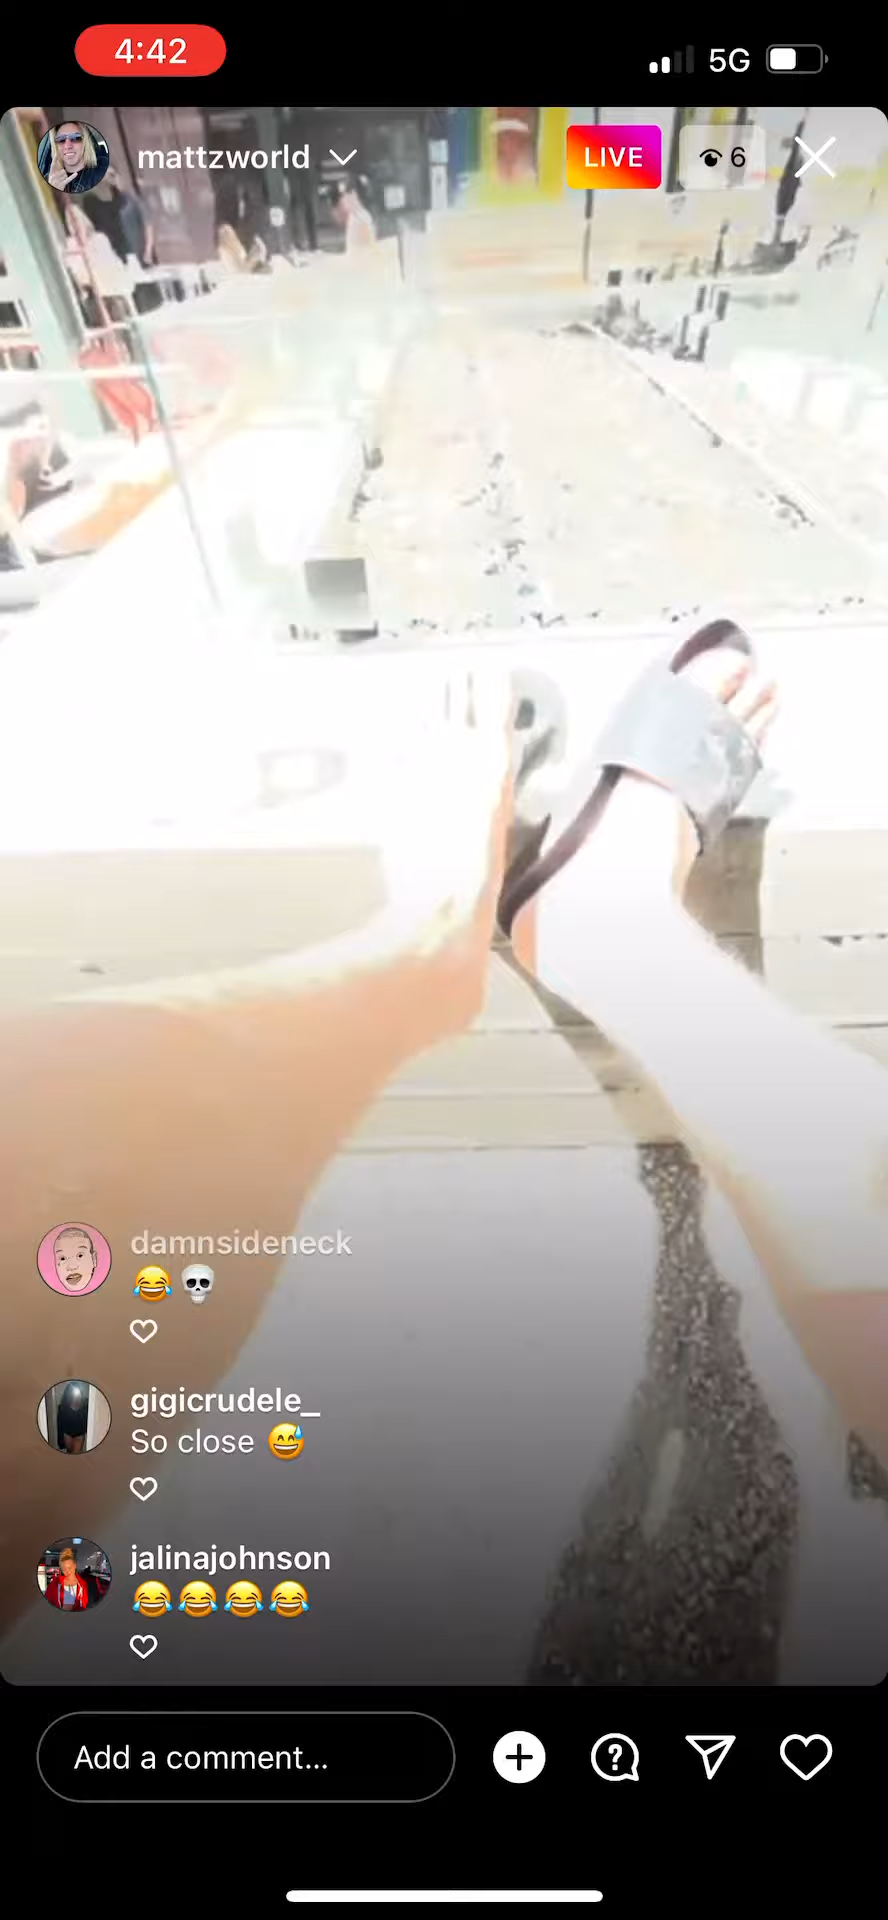 4:42
5G
mattzworld
LIVE
6
damnsideneck
😂💀
gigicrudele_
So close 😅
jalinajohnson
😂😂😂😂
Add a comment...